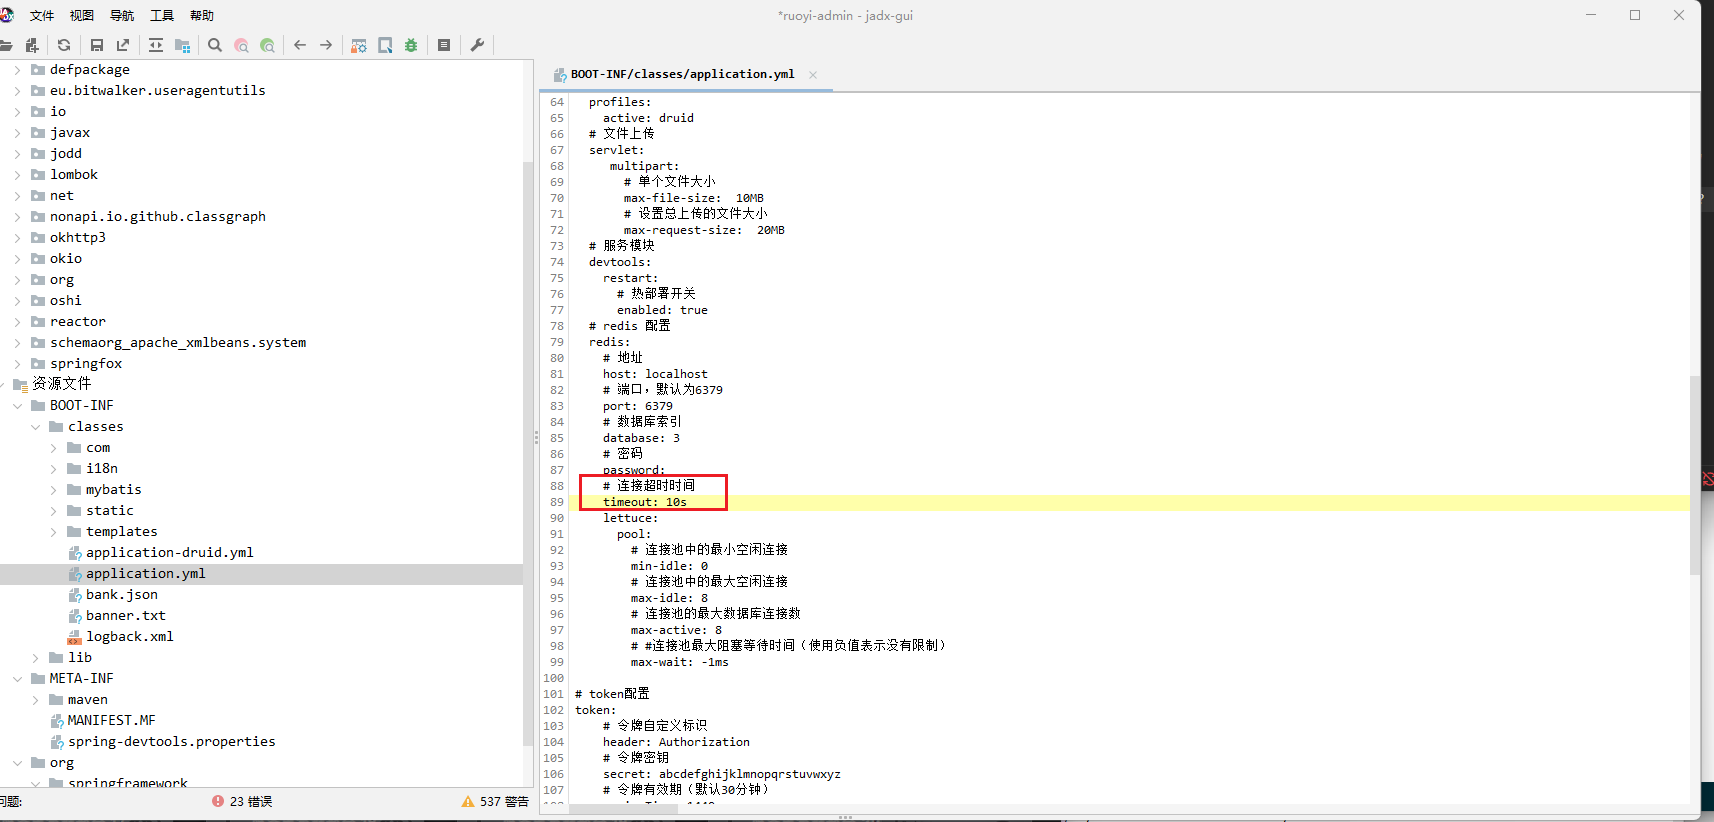 文件 视图 导航 工具 帮助
*ruoyi-admin - jadx-gui
defpackage
eu.bitwalker.useragentutils
io
javax
jodd
lombok
net
nonapi.io.github.classgraph
okhttp3
okio
org
oshi
reactor
schemaorg_apache_xmlbeans.system
springfox
资源文件
BOOT-INF
classes
com
i18n
mybatis
static
templates
application-druid.yml
application.yml
bank.json
banner.txt
logback.xml
lib
META-INF
maven
MANIFEST.MF
spring-devtools.properties
org
springframework
问题: 23 错误 537 警告
BOOT-INF/classes/application.yml
64 profiles:
65 active: druid
66 # 文件上传
67 servlet:
68 multipart:
69 # 单个文件大小
70 max-file-size: 10MB
71 # 设置总上传的文件大小
72 max-request-size: 20MB
73 # 服务模块
74 devtools:
75 restart:
76 # 热部署开关
77 enabled: true
78 # redis 配置
79 redis:
80 # 地址
81 host: localhost
82 # 端口，默认为6379
83 port: 6379
84 # 数据库索引
85 database: 3
86 # 密码
87 password:
88 # 连接超时时间
89 timeout: 10s
90 lettuce:
91 pool:
92 # 连接池中的最小空闲连接
93 min-idle: 0
94 # 连接池中的最大空闲连接
95 max-idle: 8
96 # 连接池的最大数据库连接数
97 max-active: 8
98 # #连接池最大阻塞等待时间（使用负值表示没有限制）
99 max-wait: -1ms
100
101 # token配置
102 token:
103 # 令牌自定义标识
104 header: Authorization
105 # 令牌密钥
106 secret: abcdefghijklmnopqrstuvwxyz
107 # 令牌有效期（默认30分钟）